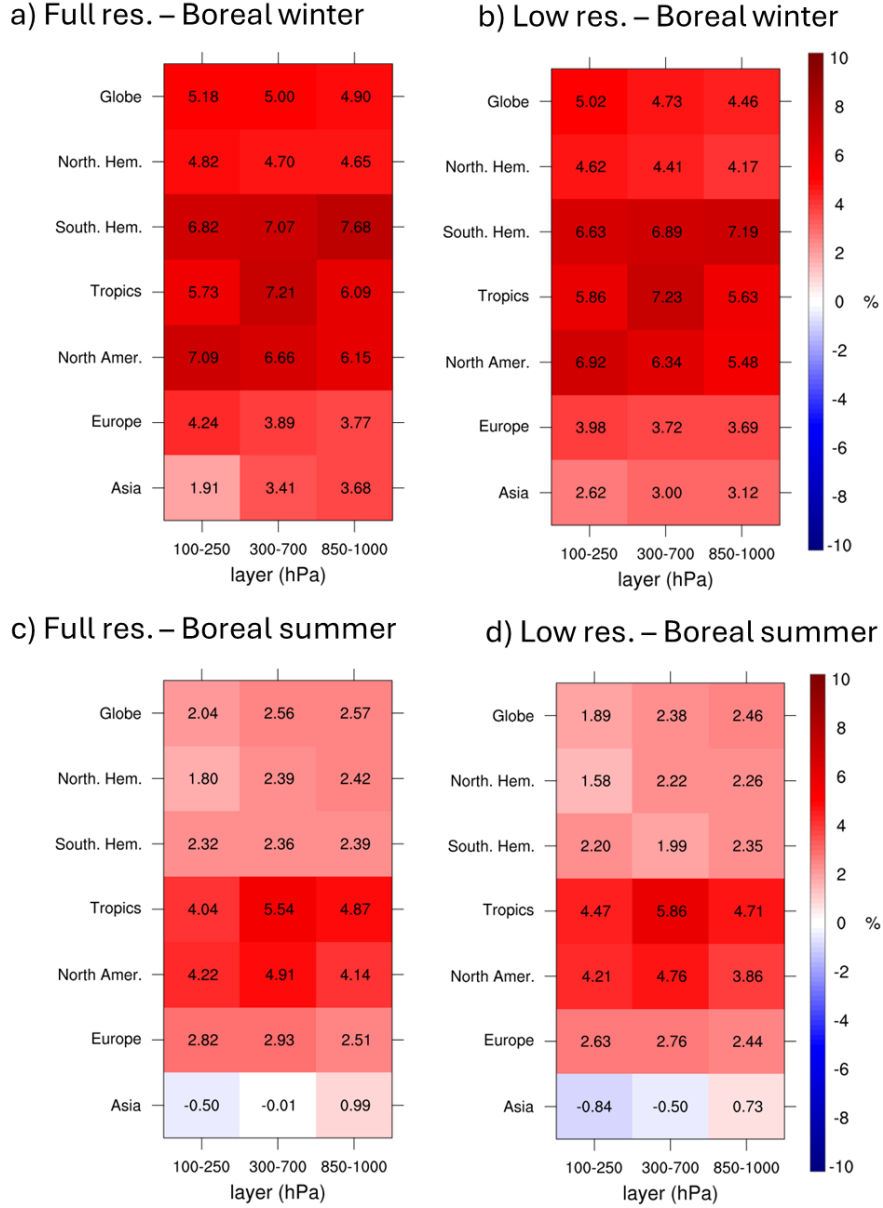 a) Full res. – Boreal winter
Globe 5.18 5.00 4.90
North. Hem. 4.82 4.70 4.65
South. Hem. 6.82 7.07 7.68
Tropics 5.73 7.21 6.09
North Amer. 7.09 6.66 6.15
Europe 4.24 3.89 3.77
Asia 1.91 3.41 3.68
100-250 300-700 850-1000
layer (hPa)
b) Low res. – Boreal winter
Globe 5.02 4.73 4.46
North. Hem. 4.62 4.41 4.17
South. Hem. 6.63 6.89 7.19
Tropics 5.86 7.23 5.63
North Amer. 6.92 6.34 5.48
Europe 3.98 3.72 3.69
Asia 2.62 3.00 3.12
100-250 300-700 850-1000
layer (hPa)
10
8
6
4
2
0 %
-2
-4
-6
-8
-10
c) Full res. – Boreal summer
Globe 2.04 2.56 2.57
North. Hem. 1.80 2.39 2.42
South. Hem. 2.32 2.36 2.39
Tropics 4.04 5.54 4.87
North Amer. 4.22 4.91 4.14
Europe 2.82 2.93 2.51
Asia -0.50 -0.01 0.99
100-250 300-700 850-1000
layer (hPa)
d) Low res. – Boreal summer
Globe 1.89 2.38 2.46
North. Hem. 1.58 2.22 2.26
South. Hem. 2.20 1.99 2.35
Tropics 4.47 5.86 4.71
North Amer. 4.21 4.76 3.86
Europe 2.63 2.76 2.44
Asia -0.84 -0.50 0.73
100-250 300-700 850-1000
layer (hPa)
10
8
6
4
2
0 %
-2
-4
-6
-8
-10